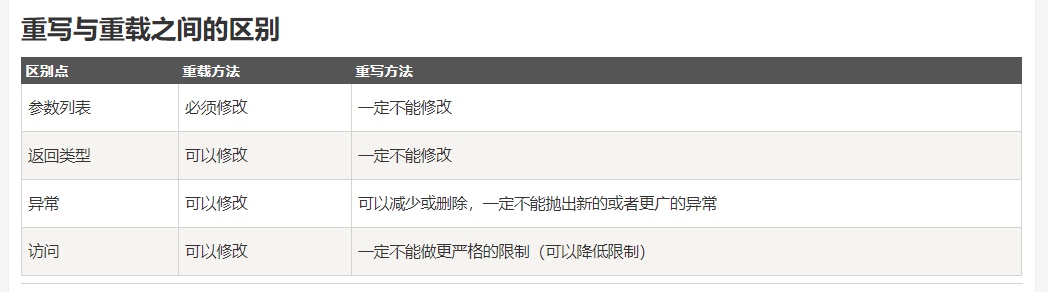 重写与重载之间的区别
区别点 重载方法 重写方法
参数列表 必须修改 一定不能修改
返回类型 可以修改 一定不能修改
异常 可以修改 可以减少或删除，一定不能抛出新的或者更广的异常
访问 可以修改 一定不能做更严格的限制（可以降低限制）